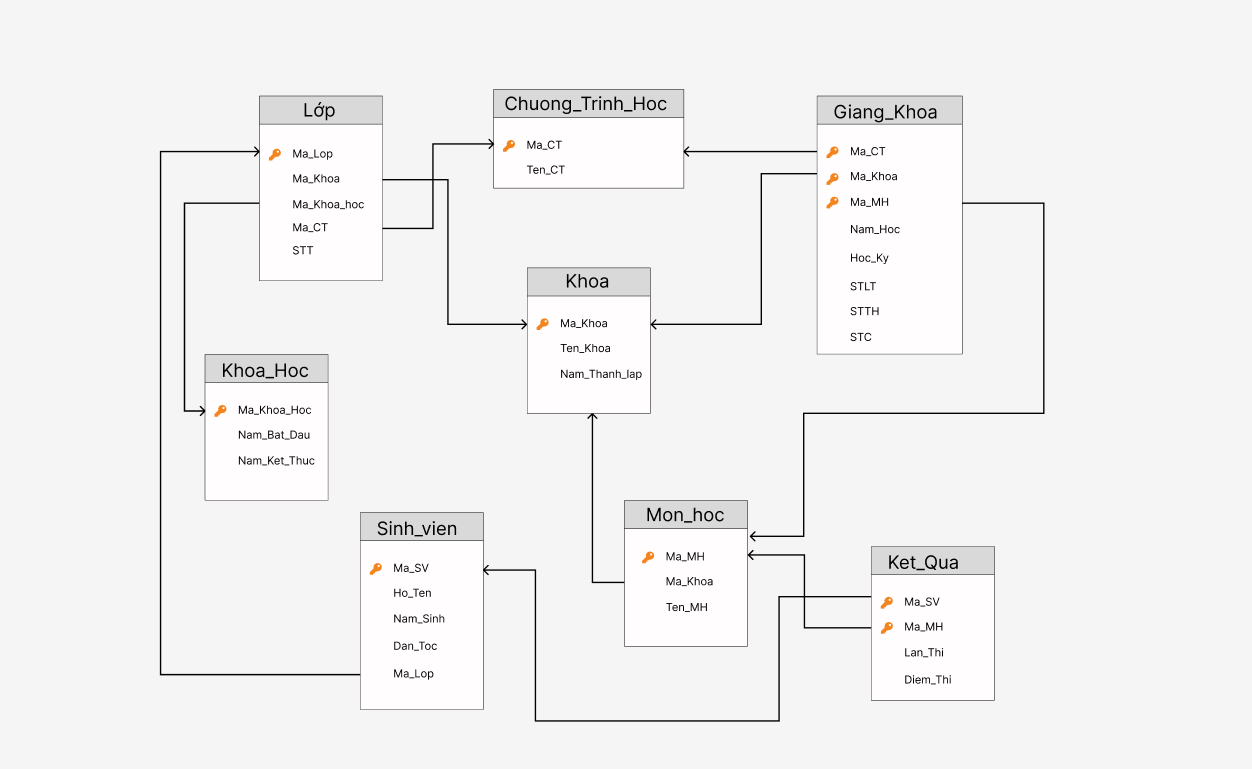 Lớp
Ma_Lop
Ma_Khoa
Ma_Khoa_hoc
Ma_CT
STT
Chuong_Trinh_Hoc
Ma_CT
Ten_CT
Giang_Khoa
Ma_CT
Ma_Khoa
Ma_MH
Nam_Hoc
Hoc_Ky
STLT
STTH
STC
Khoa
Ma_Khoa
Ten_Khoa
Nam_Thanh_lap
Khoa_Hoc
Ma_Khoa_Hoc
Nam_Bat_Dau
Nam_Ket_Thuc
Sinh_vien
Ma_SV
Ho_Ten
Nam_Sinh
Dan_Toc
Ma_Lop
Mon_hoc
Ma_MH
Ma_Khoa
Ten_MH
Ket_Qua
Ma_SV
Ma_MH
Lan_Thi
Diem_Thi